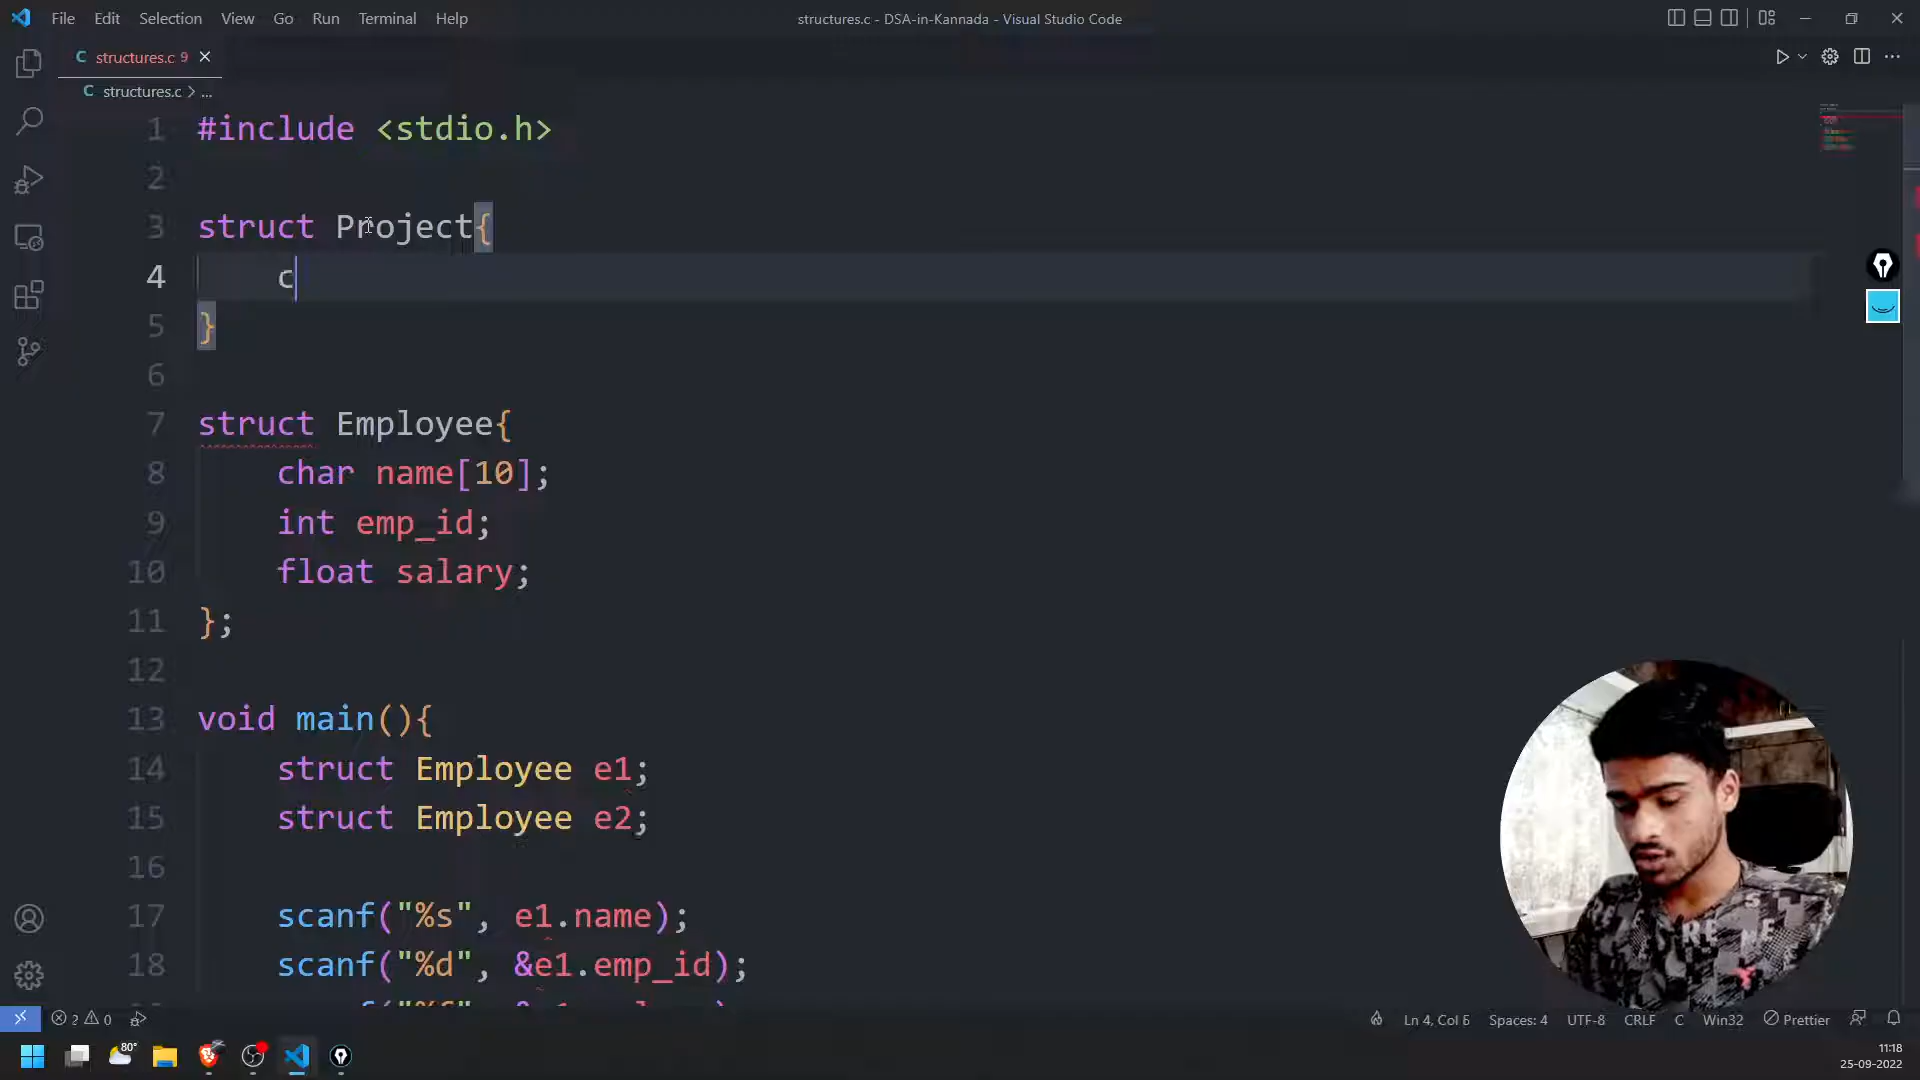 File Edit Selection View Go Run Terminal Help
structures.c - DSA-in-Kannada - Visual Studio Code
C structures.c 9
C structures.c > ...
1 #include <stdio.h>
2
3 struct Project{
4 c
5 }
6
7 struct Employee{
8 char name[10];
9 int emp_id;
10 float salary;
11 };
12
13 void main(){
14 struct Employee e1;
15 struct Employee e2;
16
17 scanf("%s", e1.name);
18 scanf("%d", &e1.emp_id);
2 0
Ln 4, Col 6 Spaces: 4 UTF-8 CRLF C Win32 Prettier
80°
11:18
25-09-2022